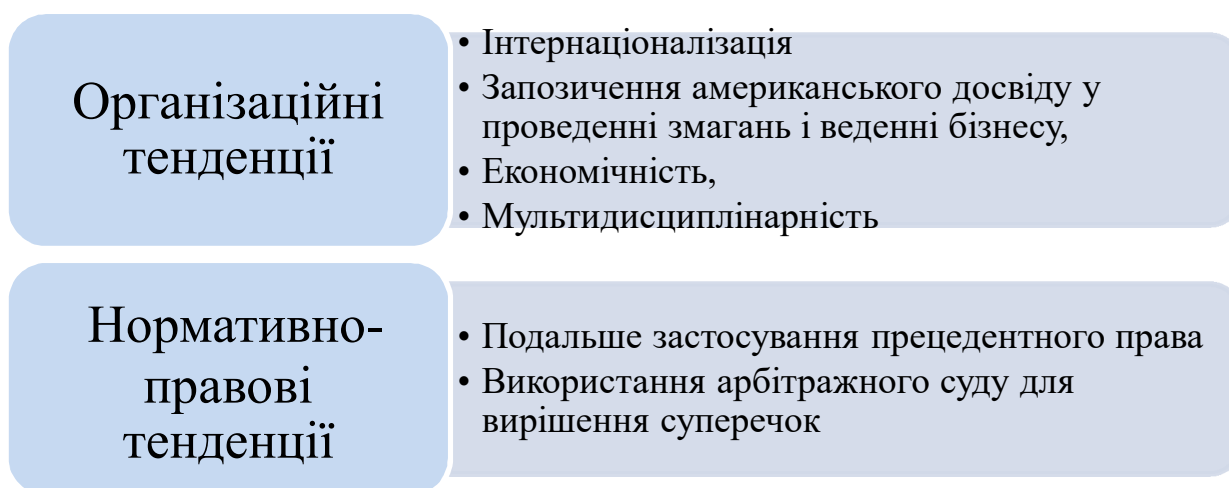 Організаційні
тенденції
• Інтернаціоналізація
• Запозичення американського досвіду у
проведенні змагань і веденні бізнесу,
• Економічність,
• Мультидисциплінарність
Нормативно-
правові
тенденції
• Подальше застосування прецедентного права
• Використання арбітражного суду для
вирішення суперечок